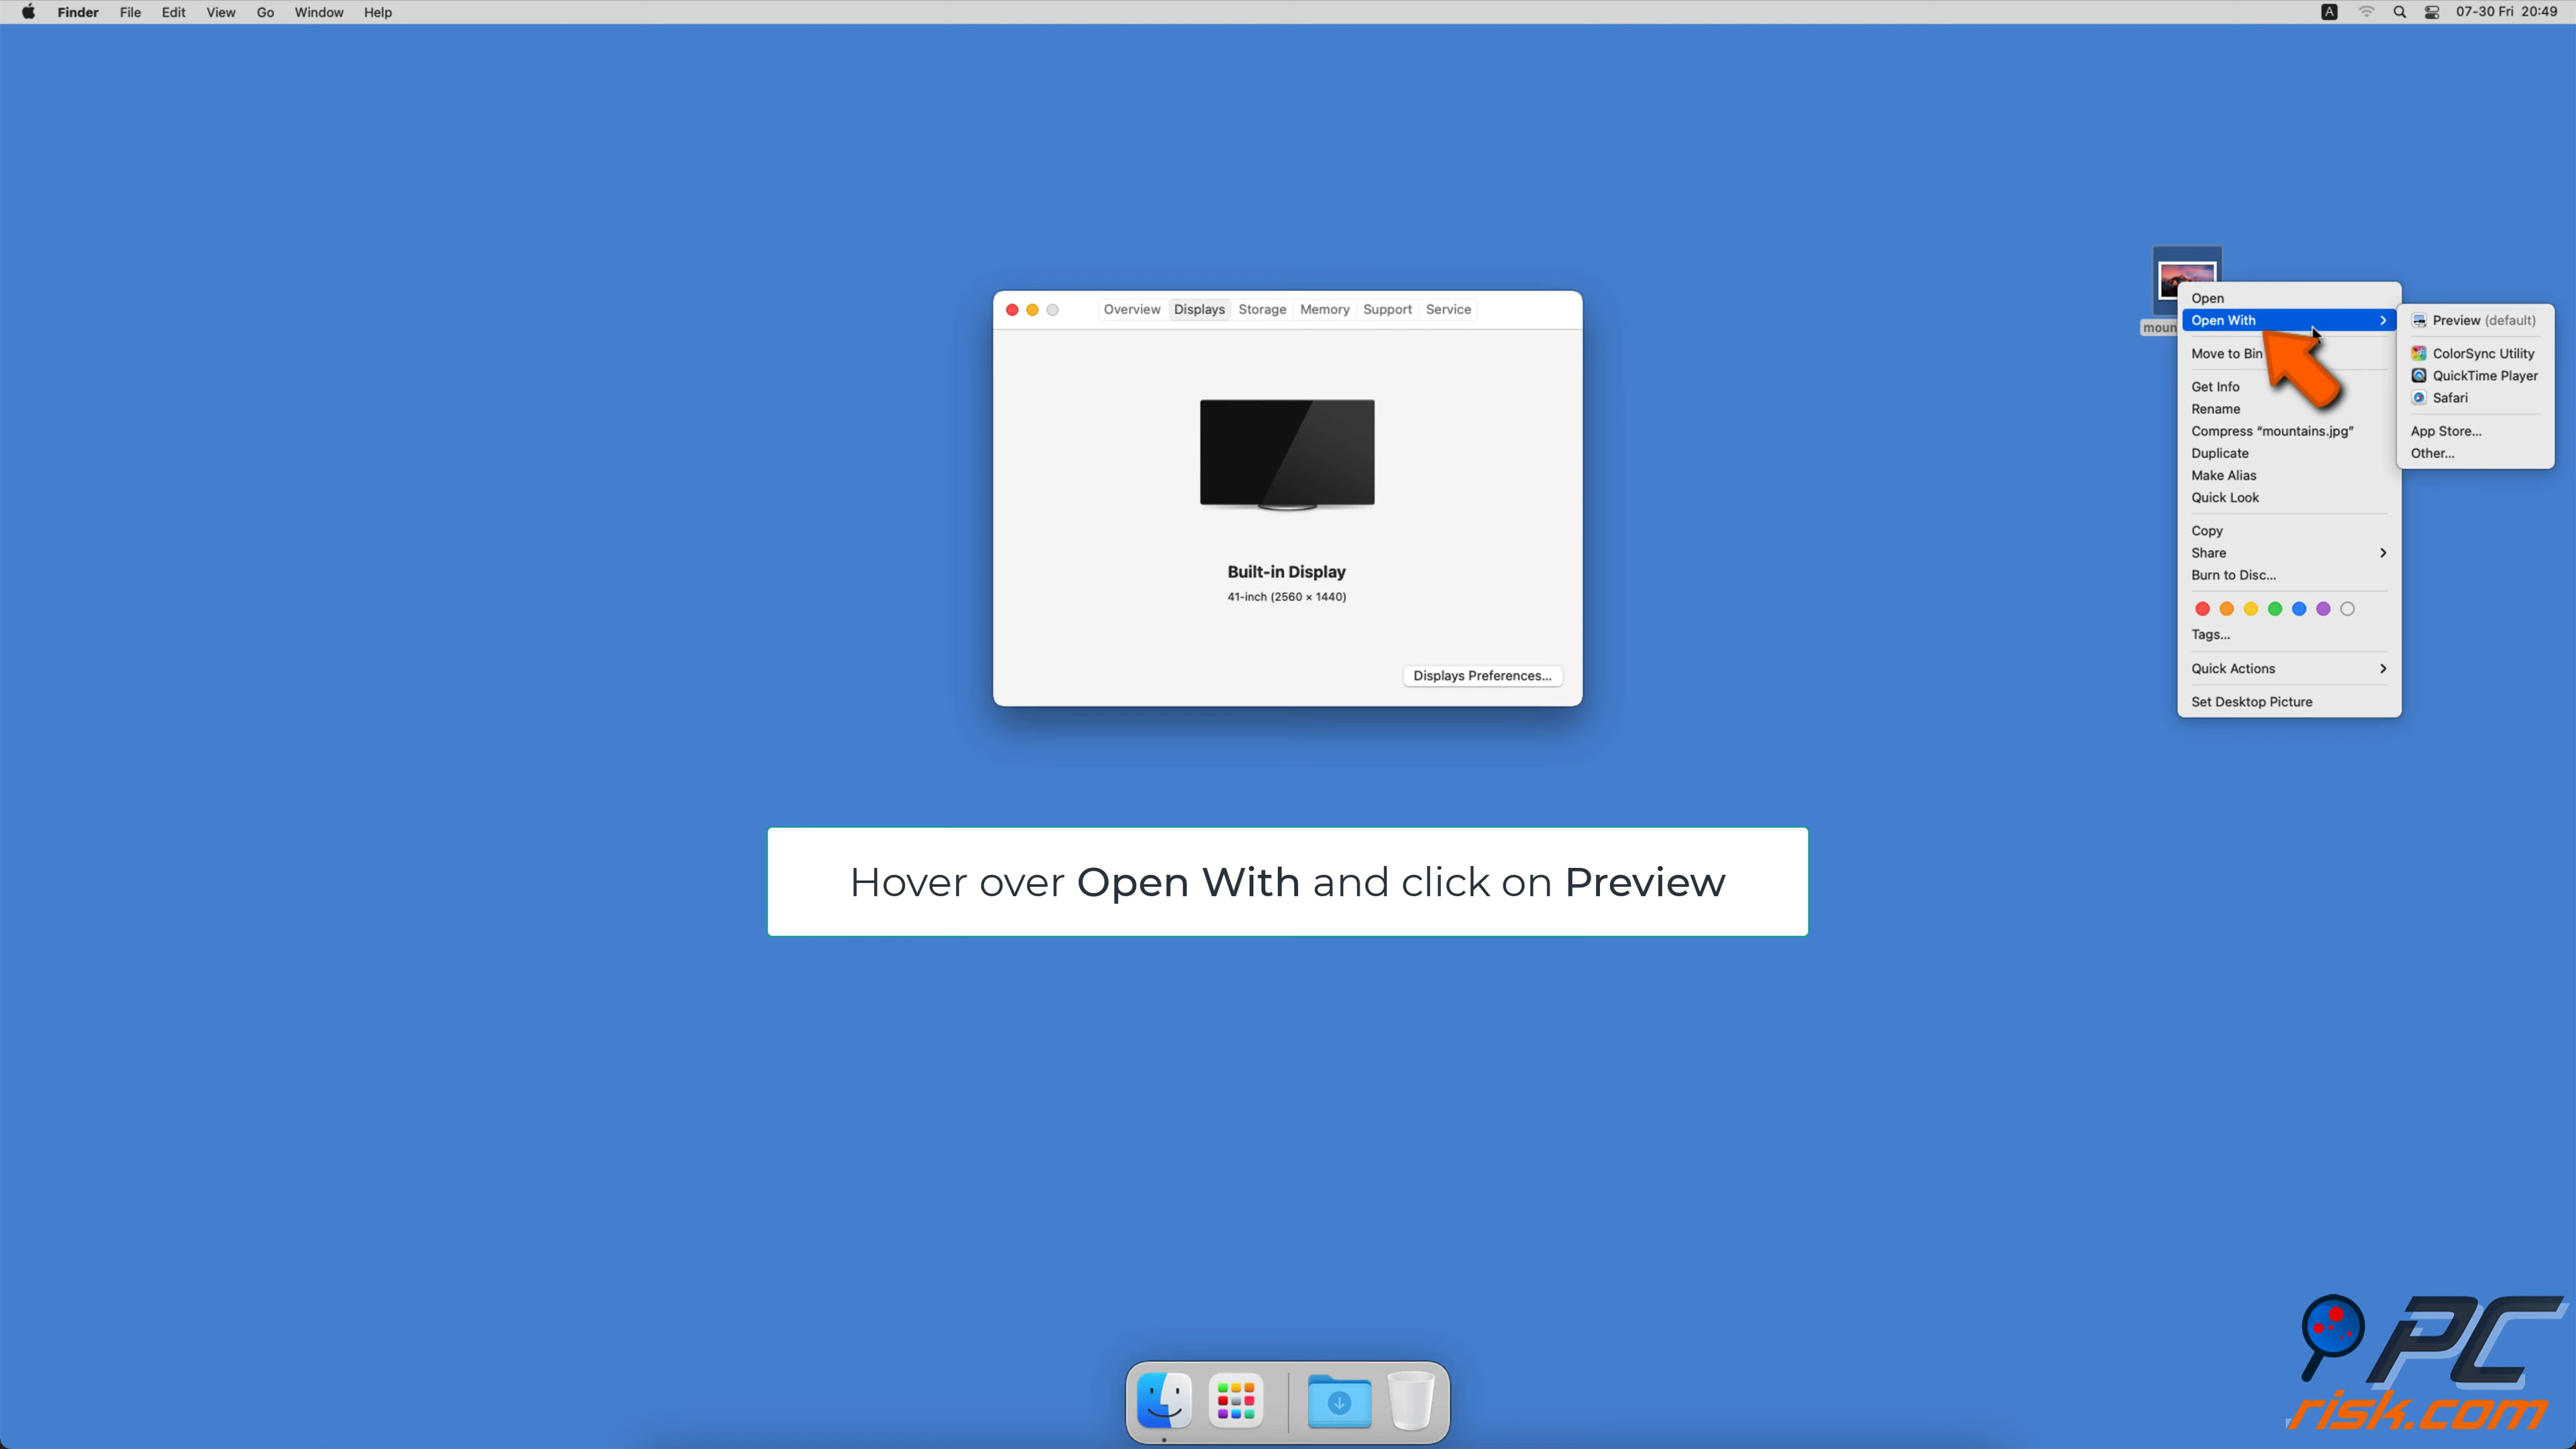 Finder File Edit View Go Window Help
A 07-30 Fri 20:49
Overview Displays Storage Memory Support Service
Built-in Display
41-inch (2560 × 1440)
Displays Preferences...
moun
Open
Open With
Move to Bin
Get Info
Rename
Compress “mountains.jpg”
Duplicate
Make Alias
Quick Look
Copy
Share
Burn to Disc...
Tags...
Quick Actions
Set Desktop Picture
Preview (default)
ColorSync Utility
QuickTime Player
Safari
App Store...
Other...
Hover over Open With and click on Preview
PC
risk.com